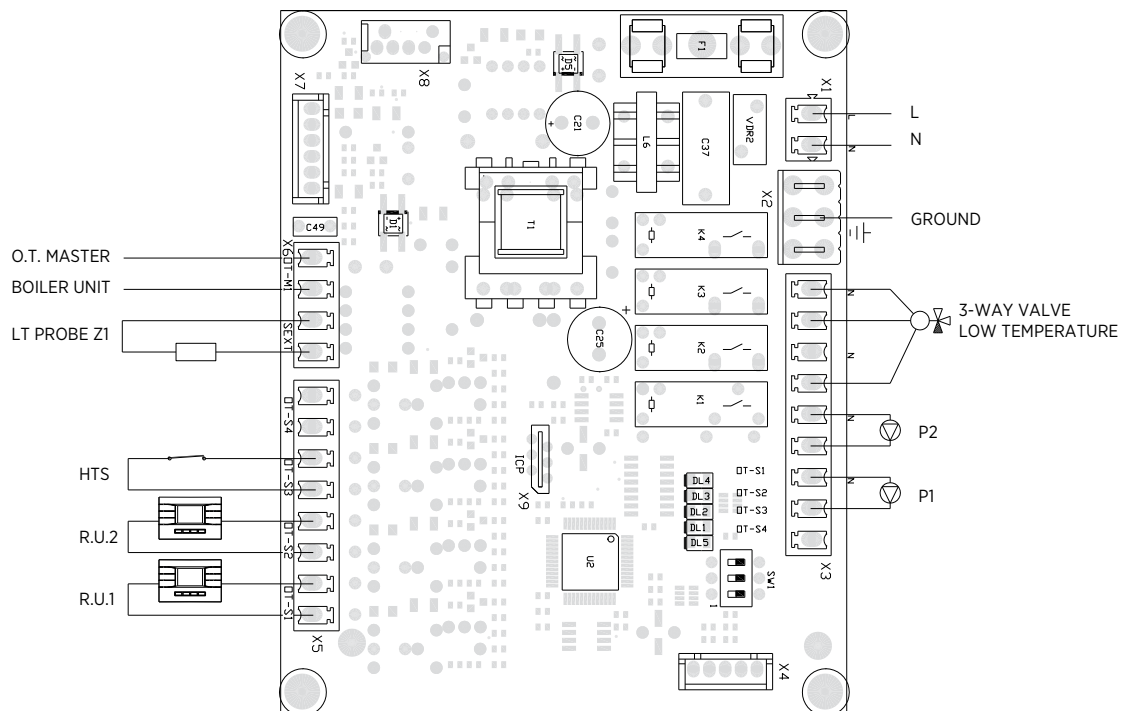 X8
D5
F1
X7
X1
C21
L6
C37
VDR2
L
L
N
N
X2
C49
D1
T1
K4
GROUND
X6
OT-M1
O.T. MASTER
BOILER UNIT
K3
N
SEXT
LT PROBE Z1
C25
K2
N
3-WAY VALVE
LOW TEMPERATURE
K1
OT-S4
N
P2
HTS
OT-S3
ICP
X9
DL4
DL3
DL2
DL1
DL5
OT-S1
OT-S2
OT-S3
OT-S4
N
P1
R.U.2
OT-S2
U2
X3
SW1
1
R.U.1
OT-S1
X5
X4